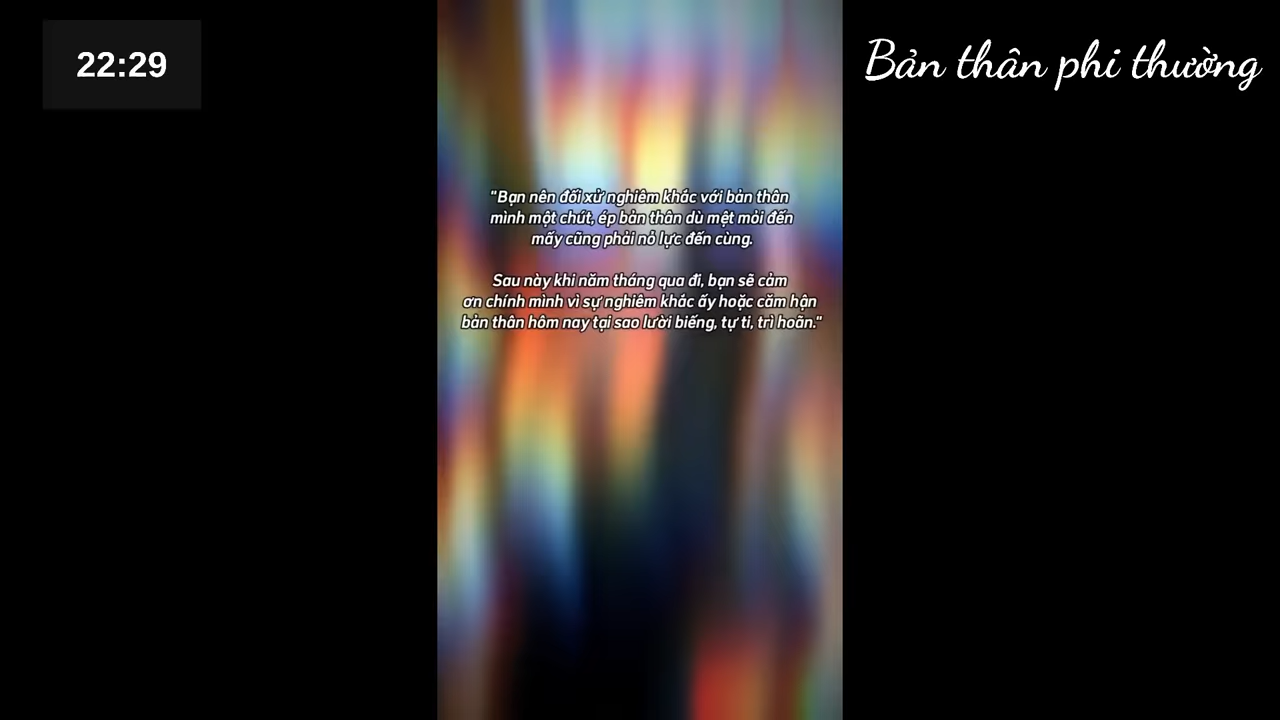 22:29
Bản thân phi thường
"Bạn nên đối xử nghiêm khắc với bản thân
mình một chút, ép bản thân dù mệt mỏi đến
mấy cũng phải nỏ lực đến cùng.
Sau này khi năm tháng qua đi, bạn sẽ cảm
ơn chính mình vì sự nghiêm khắc ấy hoặc căm hận
bản thân hôm nay tại sao lười biếng, tự ti, trì hoãn."